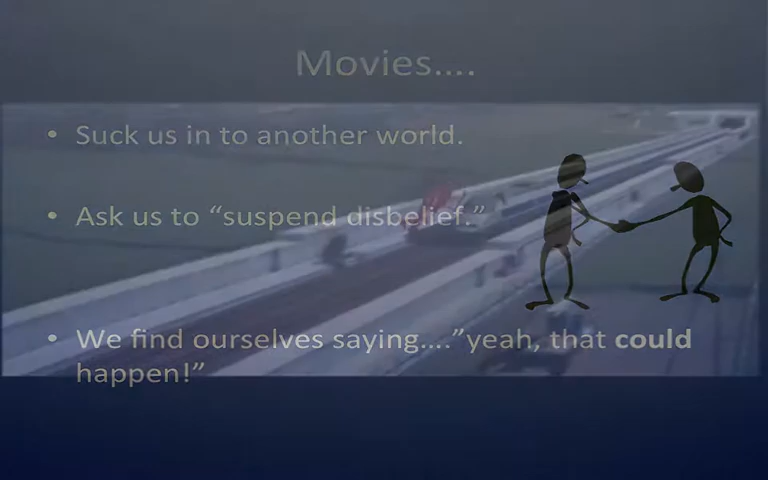 Movies....
• Suck us in to another world.
• Ask us to “suspend disbelief.”
• We find ourselves saying....”yeah, that could
happen!”